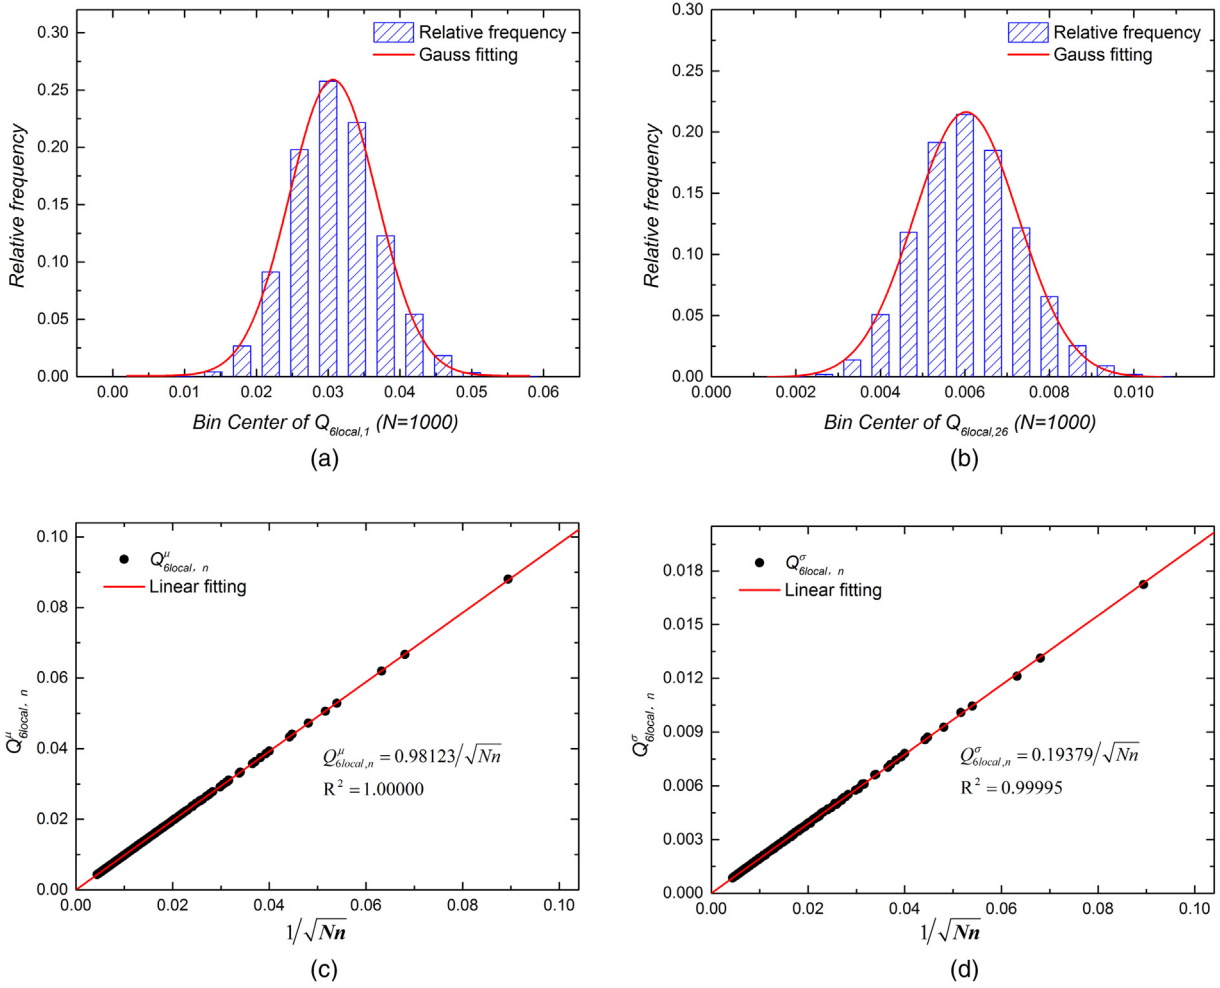 0.30
0.25
0.20
0.15
0.10
0.05
0.00
Relative frequency
Relative frequency
Gauss fitting
0.00 0.01 0.02 0.03 0.04 0.05 0.06
Bin Center of Q6local,1 (N=1000)
(a)
0.30
0.25
0.20
0.15
0.10
0.05
0.00
Relative frequency
Relative frequency
Gauss fitting
0.000 0.002 0.004 0.006 0.008 0.010
Bin Center of Q6local,26 (N=1000)
(b)
0.10
0.08
0.06
0.04
0.02
0.00
Q^μ_6local, n
Q^μ_6local, n
Linear fitting
Q^μ_6local,n = 0.98123/√Nn
R² = 1.00000
0.00 0.02 0.04 0.06 0.08 0.10
1/√Nn
(c)
0.018
0.015
0.012
0.009
0.006
0.003
0.000
Q^σ_6local, n
Q^σ_6local, n
Linear fitting
Q^σ_6local,n = 0.19379/√Nn
R² = 0.99995
0.00 0.02 0.04 0.06 0.08 0.10
1/√Nn
(d)